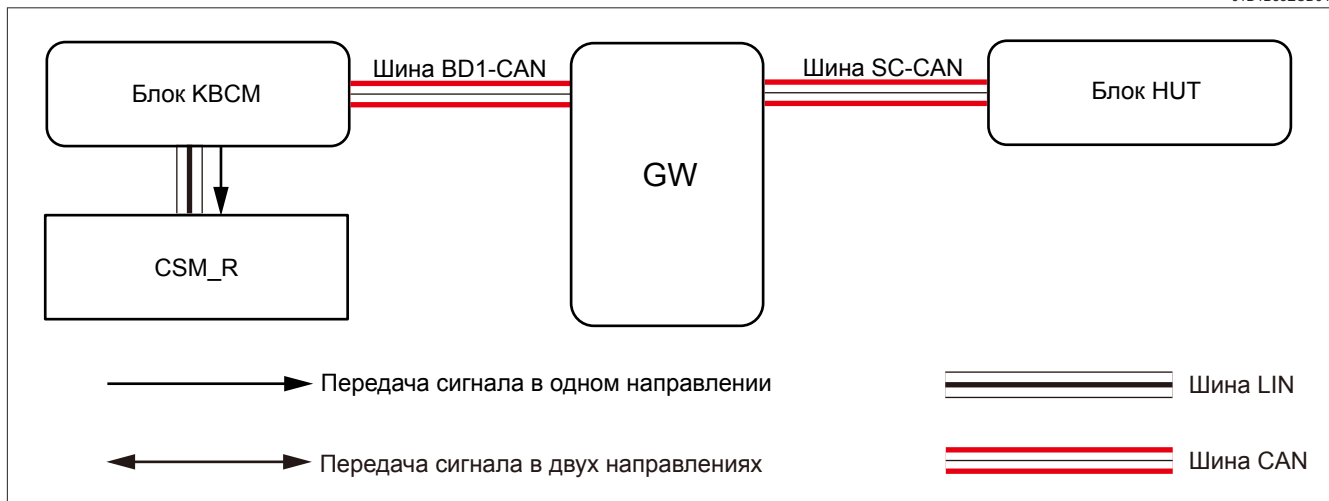 Шина BD1-CAN
Шина SC-CAN
Блок KBCM
Блок HUT
GW
CSM_R
Передача сигнала в одном направлении
Шина LIN
Передача сигнала в двух направлениях
Шина CAN